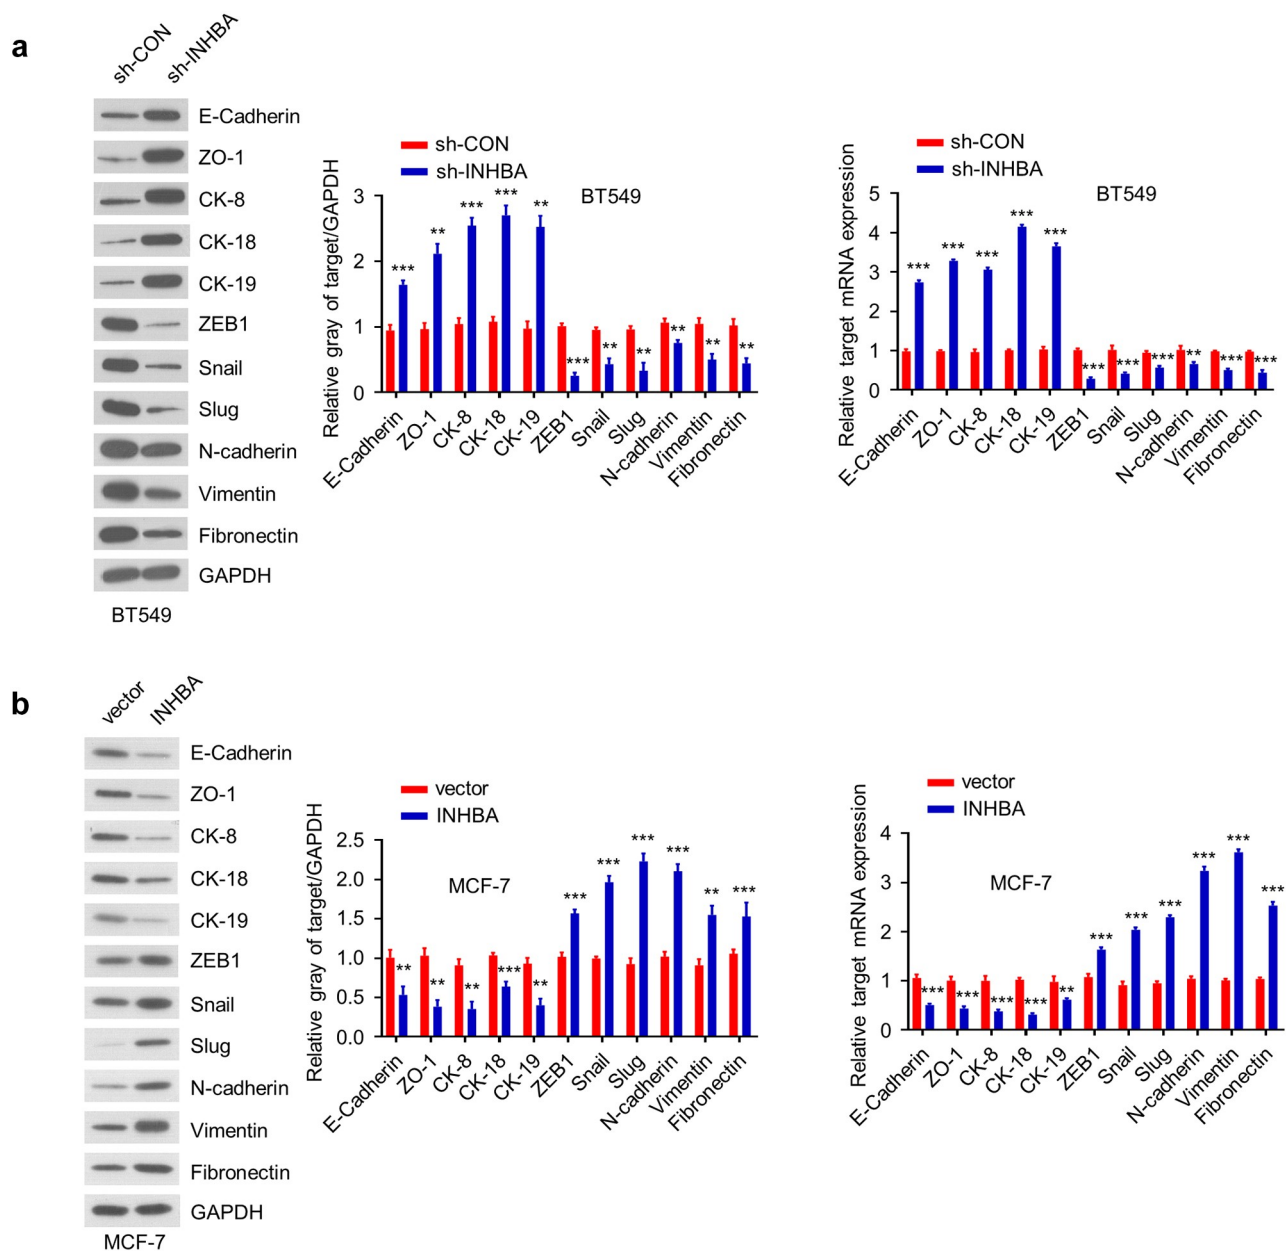 a
sh-CON
sh-INHBA
E-Cadherin
ZO-1
CK-8
CK-18
CK-19
ZEB1
Snail
Slug
N-cadherin
Vimentin
Fibronectin
GAPDH
BT549
sh-CON
sh-INHBA
BT549
Relative gray of target/GAPDH
3
2
1
0
*** ** *** *** ** *** ** ** ** ** **
E-Cadherin
ZO-1
CK-8
CK-18
CK-19
ZEB1
Snail
Slug
N-cadherin
Vimentin
Fibronectin
sh-CON
sh-INHBA
BT549
Relative target mRNA expression
5
4
3
2
1
0
*** *** *** *** *** *** *** *** ** *** ***
E-Cadherin
ZO-1
CK-8
CK-18
CK-19
ZEB1
Snail
Slug
N-cadherin
Vimentin
Fibronectin
b
vector
INHBA
E-Cadherin
ZO-1
CK-8
CK-18
CK-19
ZEB1
Snail
Slug
N-cadherin
Vimentin
Fibronectin
GAPDH
MCF-7
vector
INHBA
MCF-7
Relative gray of target/GAPDH
2.5
2.0
1.5
1.0
0.5
0.0
** ** ** *** ** *** *** *** *** ** ***
E-Cadherin
ZO-1
CK-8
CK-18
CK-19
ZEB1
Snail
Slug
N-cadherin
Vimentin
Fibronectin
vector
INHBA
MCF-7
Relative target mRNA expression
4
3
2
1
0
*** *** *** *** ** *** *** *** *** *** ***
E-Cadherin
ZO-1
CK-8
CK-18
CK-19
ZEB1
Snail
Slug
N-cadherin
Vimentin
Fibronectin